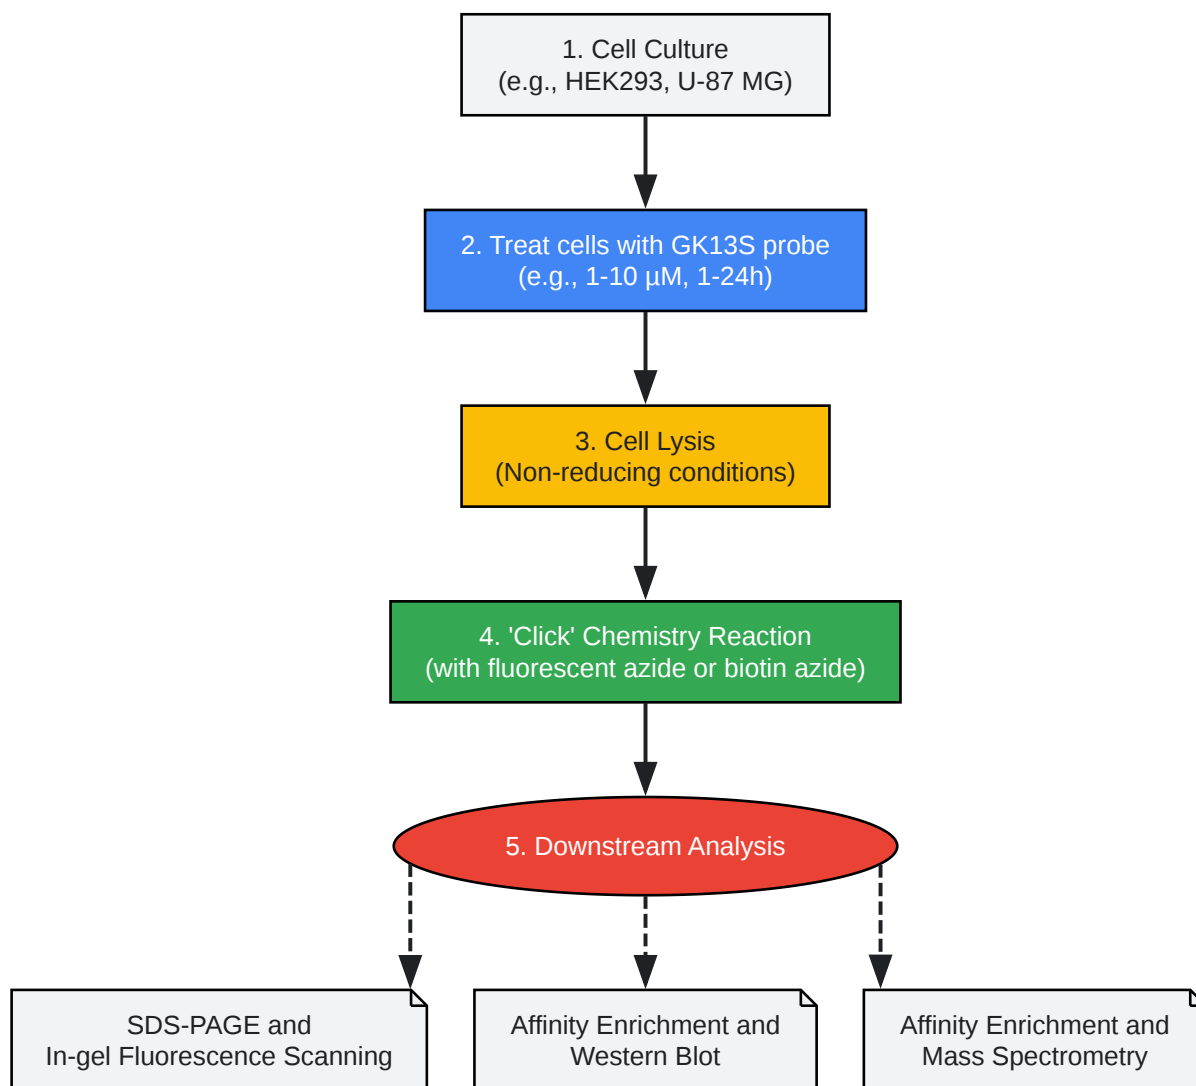 1. Cell Culture
(e.g., HEK293, U-87 MG)
2. Treat cells with GK13S probe
(e.g., 1-10 µM, 1-24h)
3. Cell Lysis
(Non-reducing conditions)
4. 'Click' Chemistry Reaction
(with fluorescent azide or biotin azide)
5. Downstream Analysis
SDS-PAGE and
In-gel Fluorescence Scanning
Affinity Enrichment and
Western Blot
Affinity Enrichment and
Mass Spectrometry